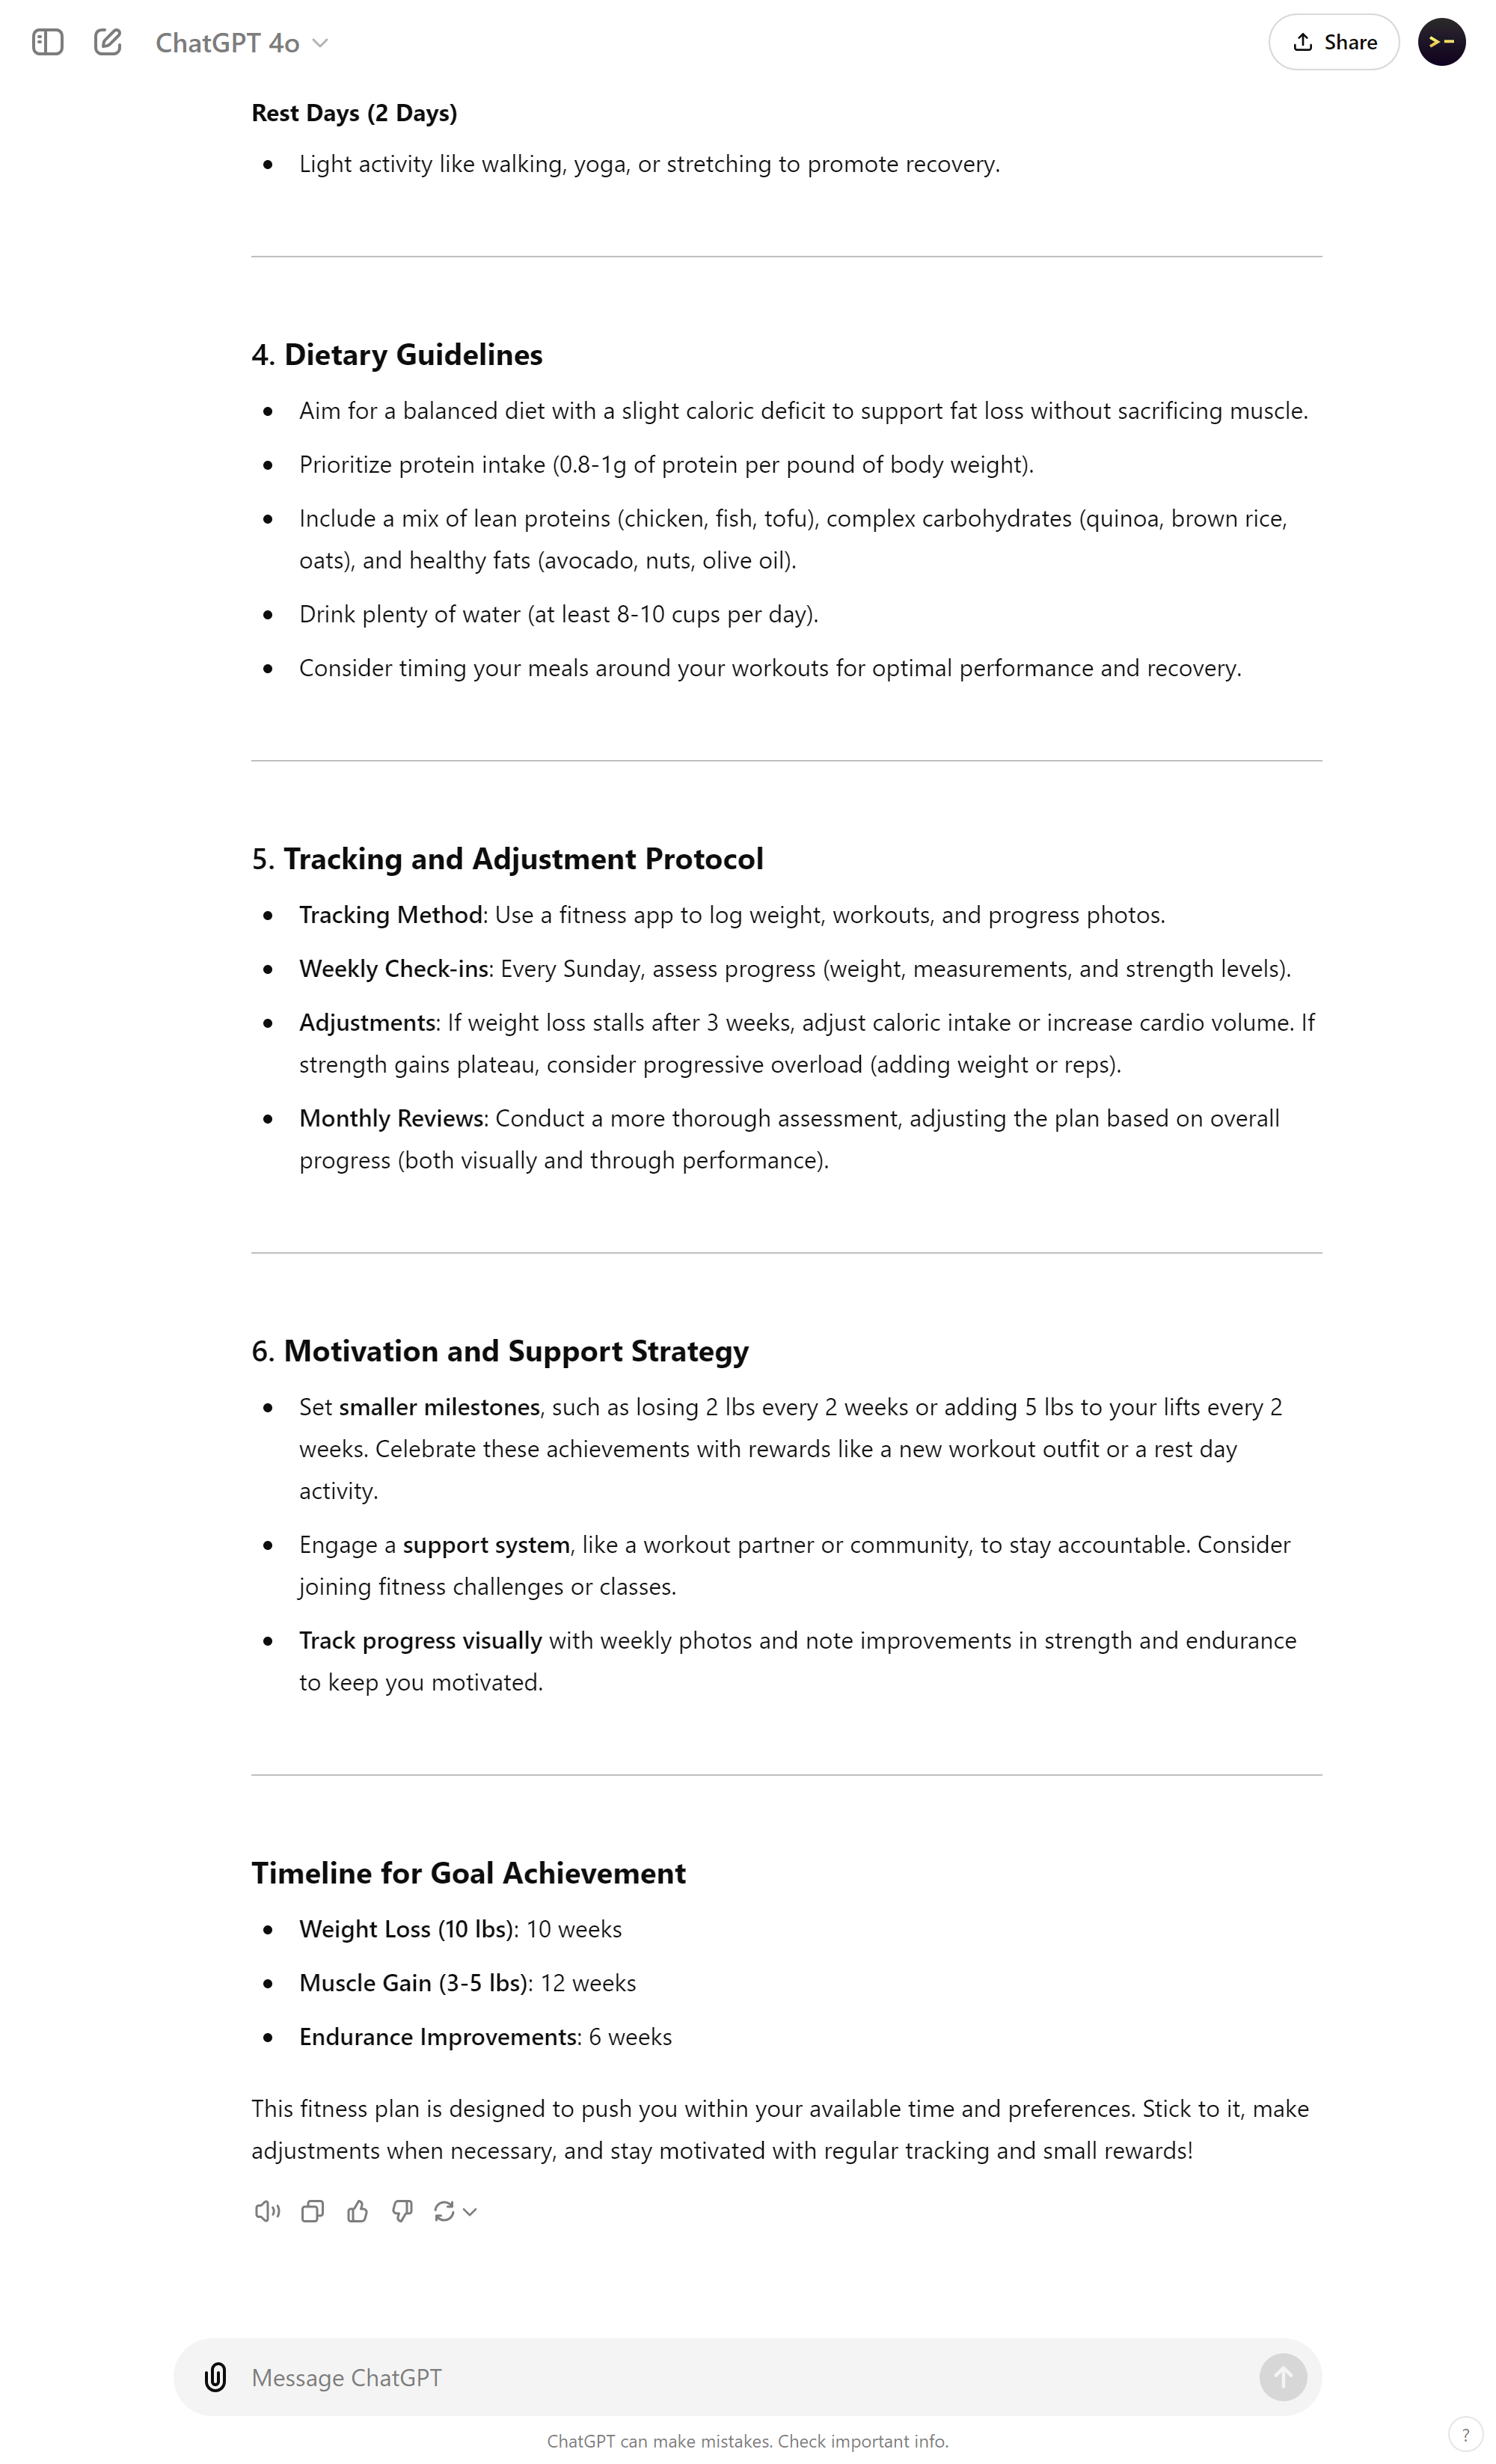 ChatGPT 4o
Share
Rest Days (2 Days)
• Light activity like walking, yoga, or stretching to promote recovery.
4. Dietary Guidelines
• Aim for a balanced diet with a slight caloric deficit to support fat loss without sacrificing muscle.
• Prioritize protein intake (0.8-1g of protein per pound of body weight).
• Include a mix of lean proteins (chicken, fish, tofu), complex carbohydrates (quinoa, brown rice,
oats), and healthy fats (avocado, nuts, olive oil).
• Drink plenty of water (at least 8-10 cups per day).
• Consider timing your meals around your workouts for optimal performance and recovery.
5. Tracking and Adjustment Protocol
• Tracking Method: Use a fitness app to log weight, workouts, and progress photos.
• Weekly Check-ins: Every Sunday, assess progress (weight, measurements, and strength levels).
• Adjustments: If weight loss stalls after 3 weeks, adjust caloric intake or increase cardio volume. If
strength gains plateau, consider progressive overload (adding weight or reps).
• Monthly Reviews: Conduct a more thorough assessment, adjusting the plan based on overall
progress (both visually and through performance).
6. Motivation and Support Strategy
• Set smaller milestones, such as losing 2 lbs every 2 weeks or adding 5 lbs to your lifts every 2
weeks. Celebrate these achievements with rewards like a new workout outfit or a rest day
activity.
• Engage a support system, like a workout partner or community, to stay accountable. Consider
joining fitness challenges or classes.
• Track progress visually with weekly photos and note improvements in strength and endurance
to keep you motivated.
Timeline for Goal Achievement
• Weight Loss (10 lbs): 10 weeks
• Muscle Gain (3-5 lbs): 12 weeks
• Endurance Improvements: 6 weeks
This fitness plan is designed to push you within your available time and preferences. Stick to it, make
adjustments when necessary, and stay motivated with regular tracking and small rewards!
Message ChatGPT
ChatGPT can make mistakes. Check important info.
?